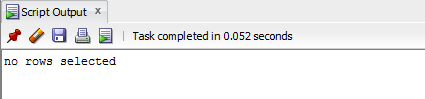 Script Output x
Task completed in 0.052 seconds
no rows selected